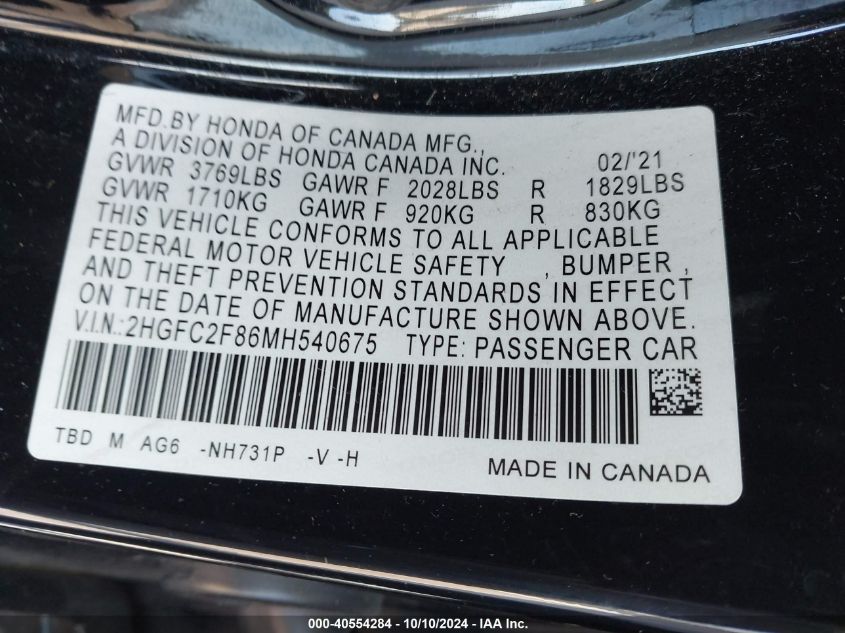 MFD.BY HONDA OF CANADA MFG.,
A DIVISION OF HONDA CANADA INC. 02/'21
GVWR 3769LBS GAWR F 2028LBS R 1829LBS
GVWR 1710KG GAWR F 920KG R 830KG
THIS VEHICLE CONFORMS TO ALL APPLICABLE
FEDERAL MOTOR VEHICLE SAFETY , BUMPER ,
AND THEFT PREVENTION STANDARDS IN EFFECT
ON THE DATE OF MANUFACTURE SHOWN ABOVE.
V.I.N.:2HGFC2F86MH540675 TYPE: PASSENGER CAR
TBD M AG6 -NH731P -V -H
MADE IN CANADA
000-40554284 - 10/10/2024 - IAA Inc.